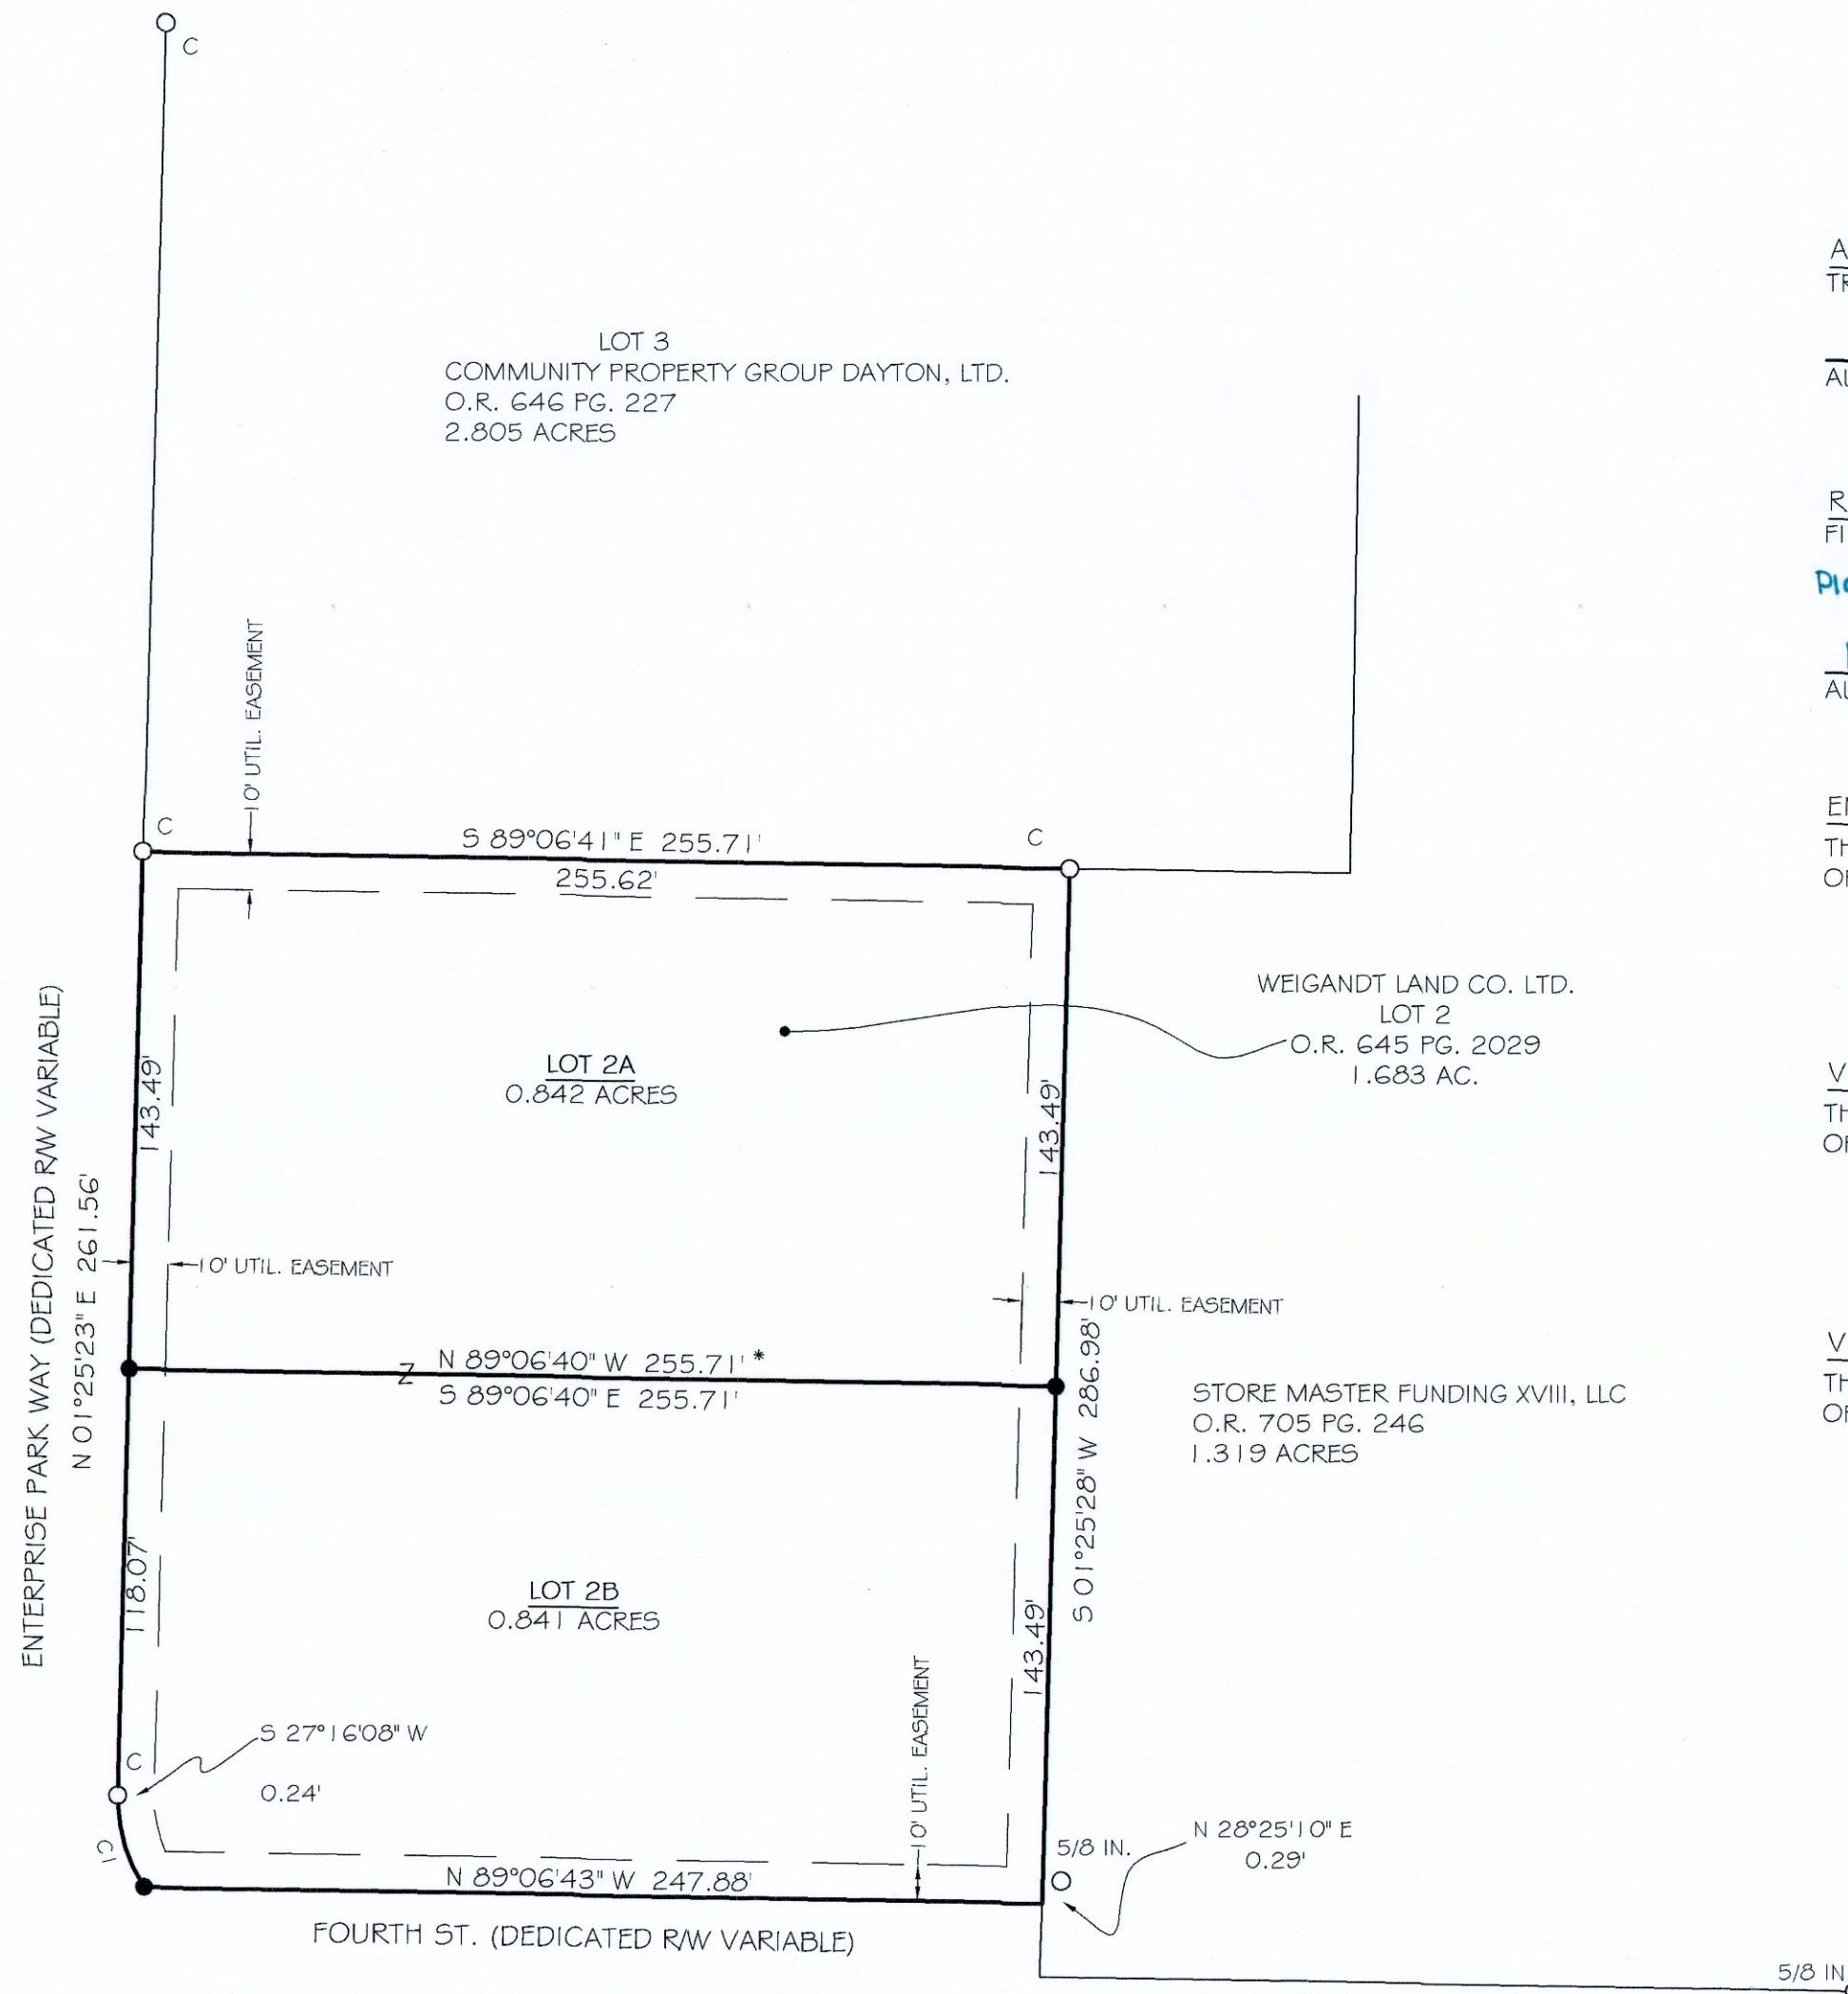 C
LOT 3
COMMUNITY PROPERTY GROUP DAYTON, LTD.
O.R. 646 PG. 227
2.805 ACRES
10' UTIL. EASEMENT
C
S 89°06'41" E 255.71'
C
255.62'
WEIGANDT LAND CO. LTD.
LOT 2
O.R. 645 PG. 2029
1.683 AC.
LOT 2A
0.842 ACRES
143.49'
143.49'
ENTERPRISE PARK WAY (DEDICATED R/W VARIABLE)
N 01°25'23" E 261.56'
10' UTIL. EASEMENT
10' UTIL. EASEMENT
N 89°06'40" W 255.71' *
Z
S 89°06'40" E 255.71'
S 01°25'28" W 286.98'
STORE MASTER FUNDING XVIII, LLC
O.R. 705 PG. 246
1.319 ACRES
118.07'
LOT 2B
0.841 ACRES
143.49'
10' UTIL. EASEMENT
S 27°16'08" W
0.24'
C
C1
N 28°25'10" E
0.29'
5/8 IN.
N 89°06'43" W 247.88'
FOURTH ST. (DEDICATED R/W VARIABLE)
5/8 IN